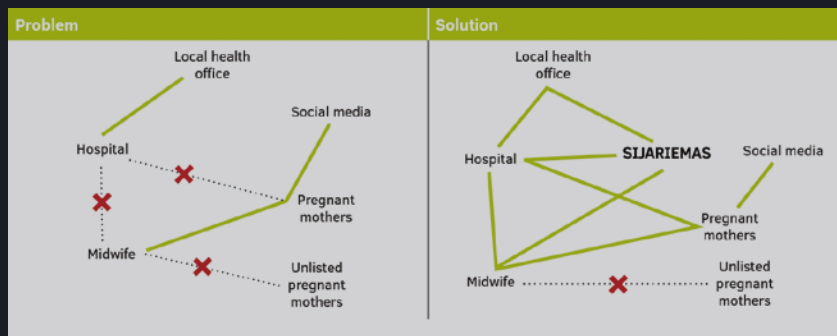 Problem
Local health
office
Social media
Hospital
Pregnant
mothers
Midwife
Unlisted
pregnant
mothers
Solution
Local health
office
Hospital
SIJARIEMAS
Social media
Pregnant
mothers
Midwife
Unlisted
pregnant
mothers